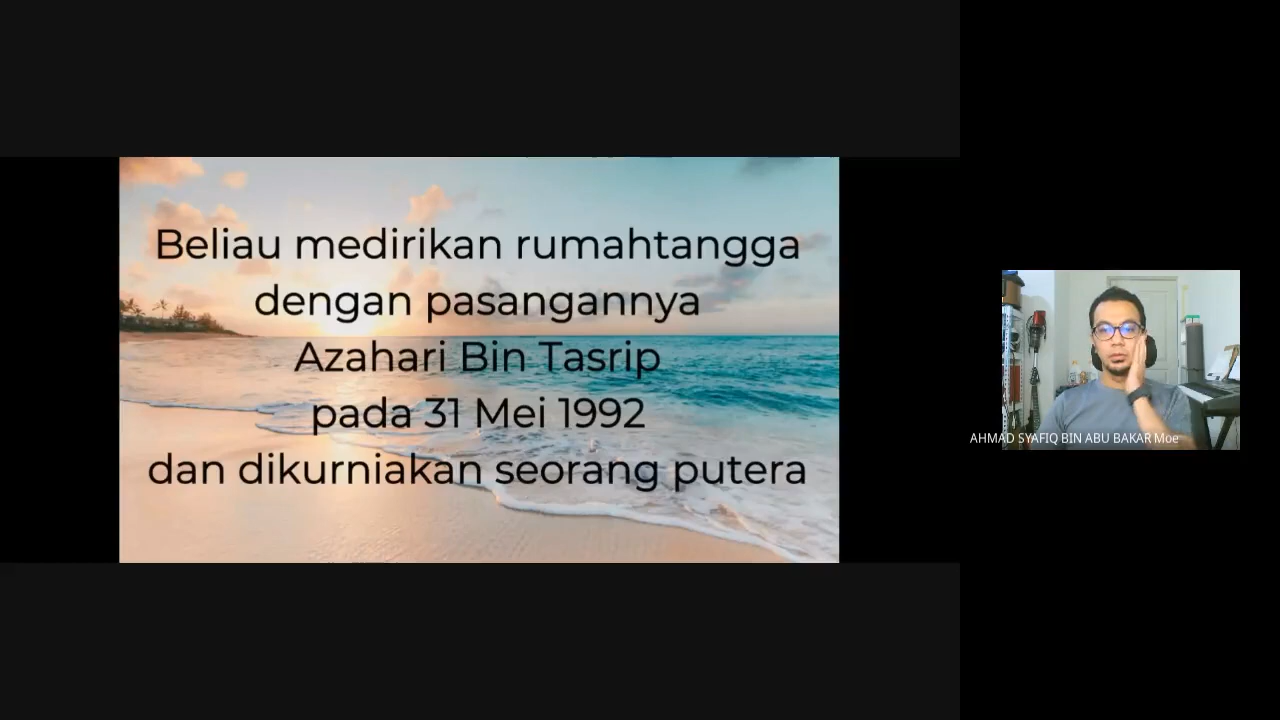 Beliau medirikan rumahtangga
dengan pasangannya
Azahari Bin Tasrip
pada 31 Mei 1992
dan dikurniakan seorang putera
AHMAD SYAFIQ BIN ABU BAKAR Moe